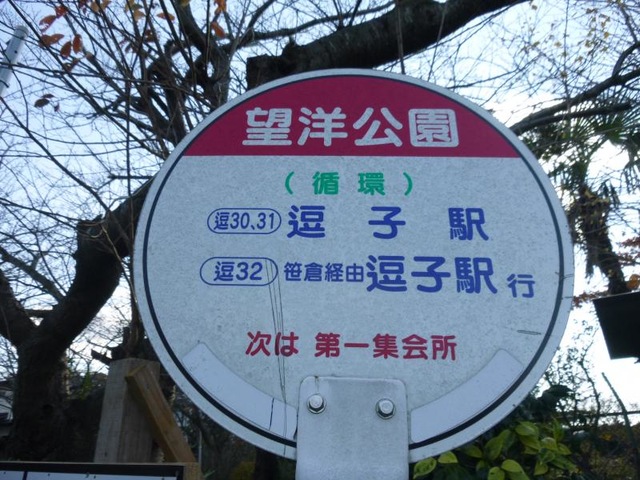 望洋公園
(循環)
逗30、31 逗子駅
逗32 笹倉経由逗子駅行
次は 第一集会所